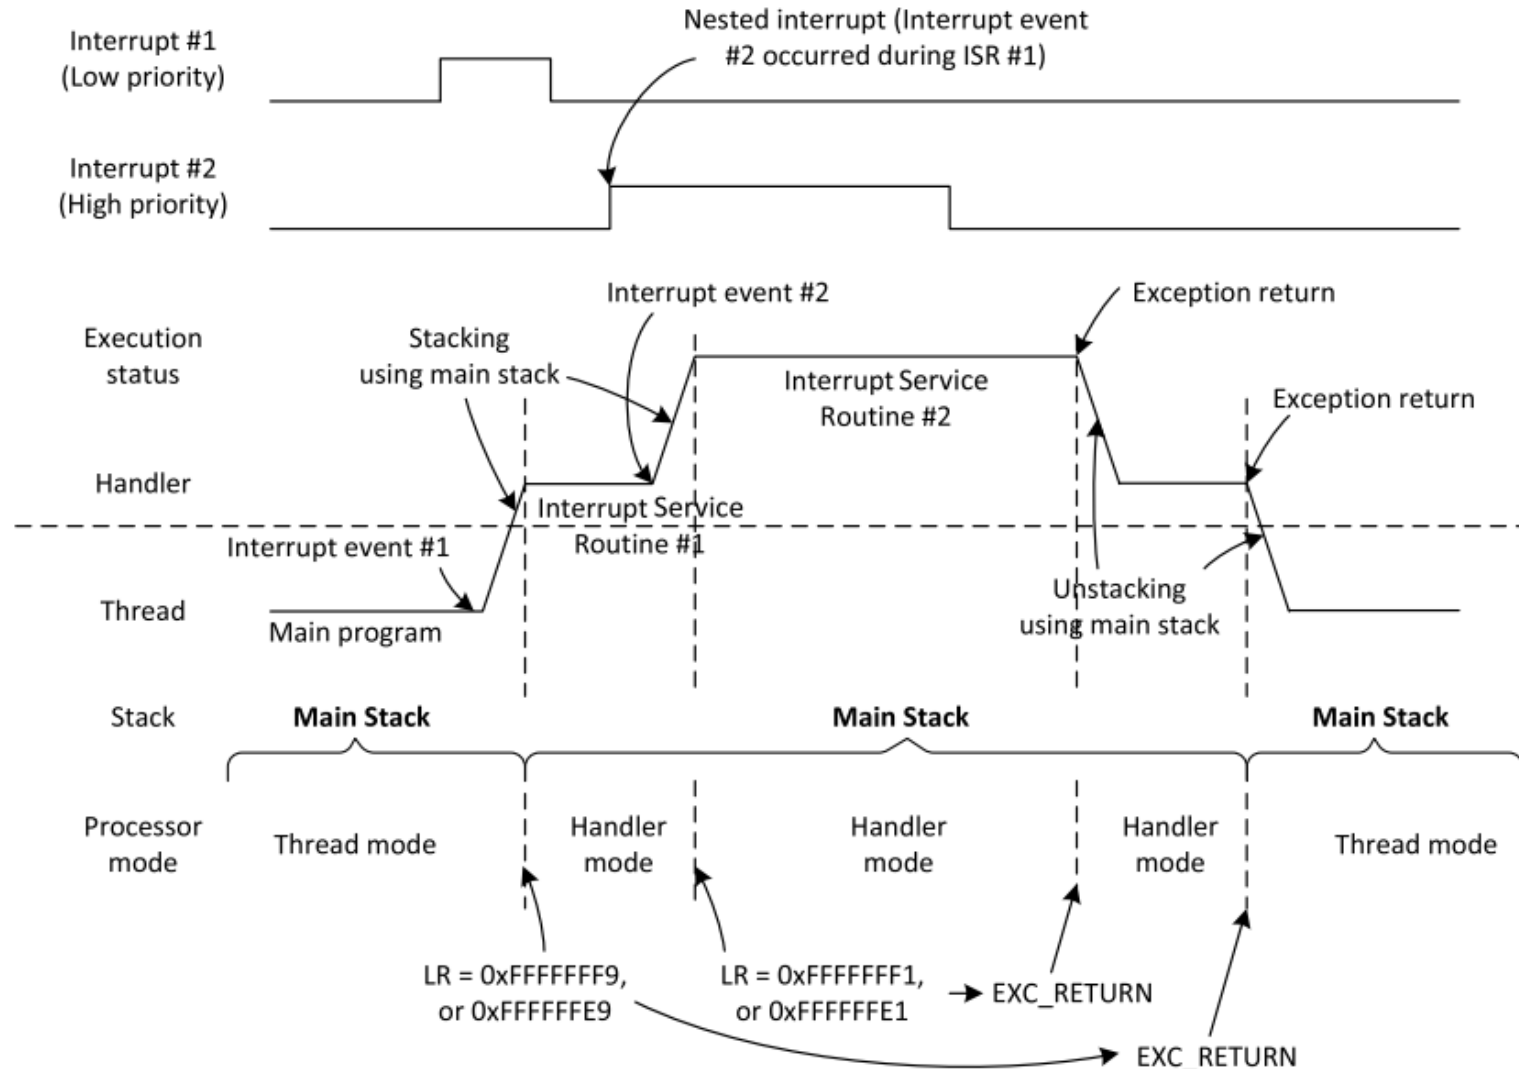 Nested interrupt (Interrupt event
#2 occurred during ISR #1)
Interrupt #1
(Low priority)
Interrupt #2
(High priority)
Interrupt event #2
Exception return
Execution
status
Stacking
using main stack
Interrupt Service
Routine #2
Exception return
Handler
Interrupt Service
Routine #1
Interrupt event #1
Thread
Main program
Unstacking
using main stack
Stack
Main Stack
Main Stack
Main Stack
Processor
mode
Thread mode
Handler
mode
Handler
mode
Handler
mode
Thread mode
LR = 0xFFFFFFF9,
or 0xFFFFFFE9
LR = 0xFFFFFFF1,
or 0xFFFFFFE1
EXC_RETURN
EXC_RETURN